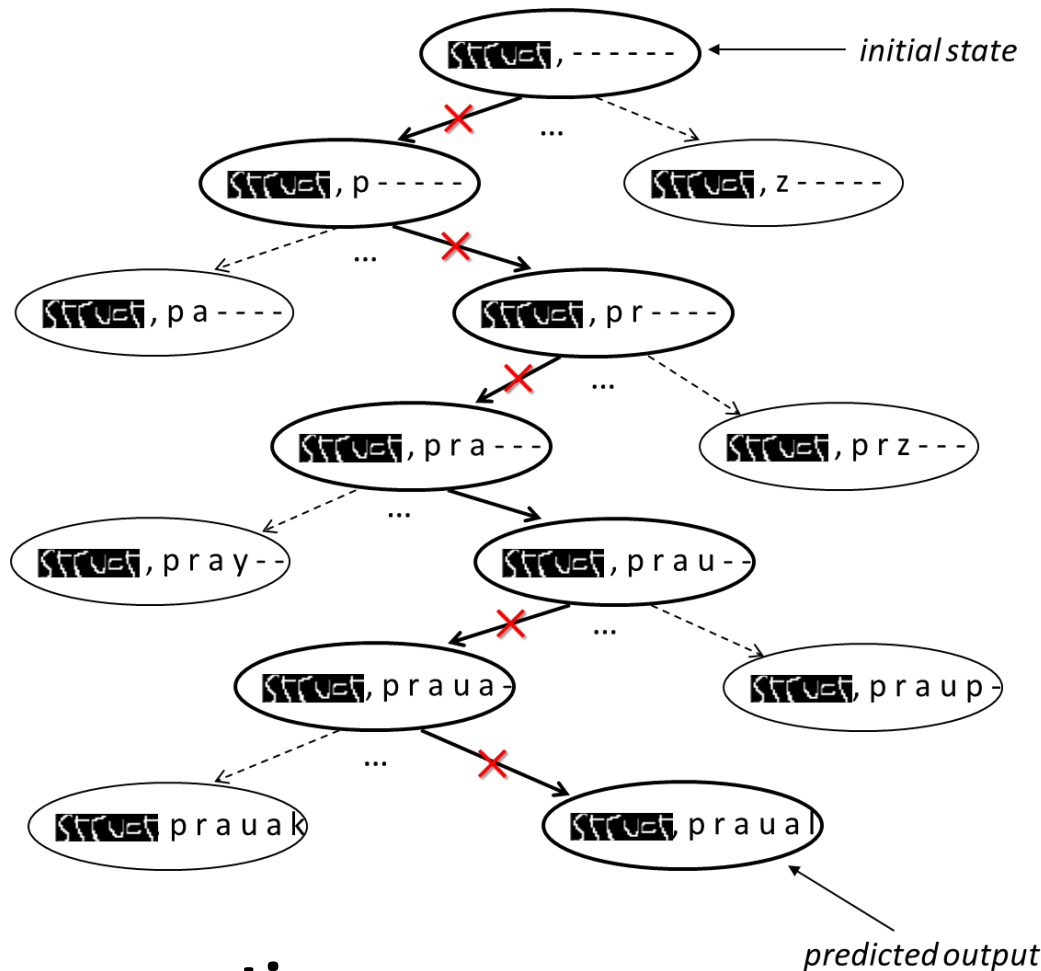 Struct, - - - - - -
initial state
...
Struct, p - - - - -
Struct, z - - - - -
...
Struct, p a - - - -
Struct, p r - - - -
...
Struct, p r a - - -
Struct, p r z - - -
...
Struct, p r a y - -
Struct, p r a u - -
...
Struct, p r a u a -
Struct, p r a u p -
...
Struct p r a u a k
Struct, p r a u a l
predicted output